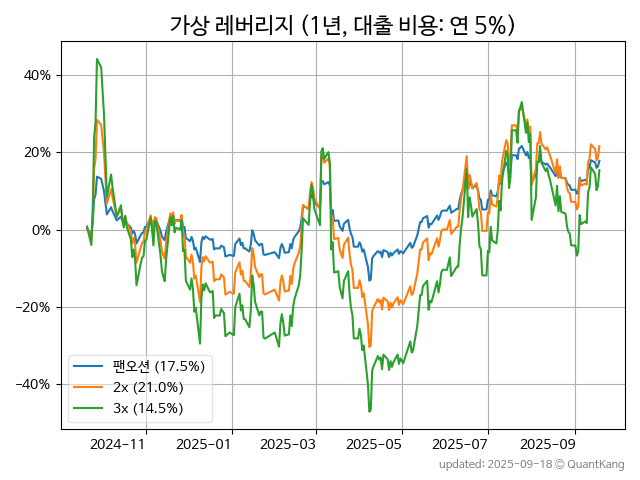 가상 레버리지 (1년, 대출 비용: 연 5%)
40%
20%
0%
−20%
−40%
팬오션 (17.5%)
2x (21.0%)
3x (14.5%)
2024-11
2025-01
2025-03
2025-05
2025-07
2025-09
updated: 2025-09-18 © QuantKang